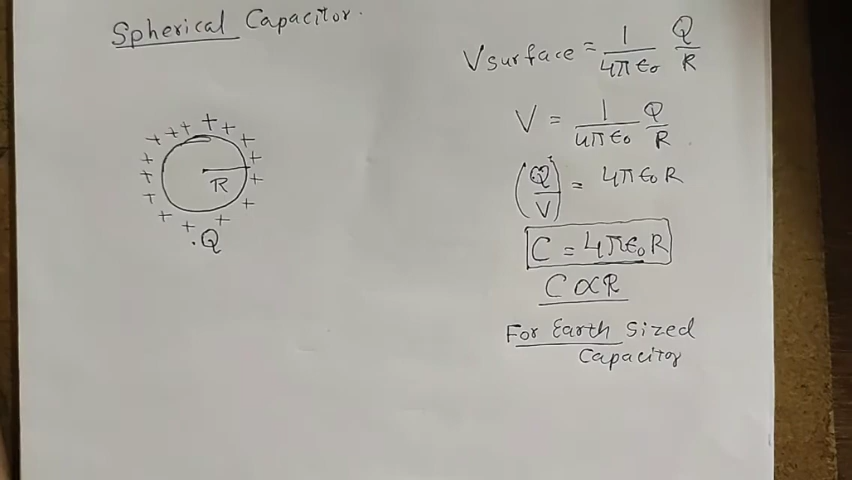 Spherical Capacitor.
+ + + + + + + + + + + + + + + + +
R
. Q
Vsurface = 1/4πϵ₀ Q/R
V = 1/4πϵ₀ Q/R
(Q/V) = 4πϵ₀R
C = 4πϵ₀R
C ∝ R
For Earth Sized
Capacitor